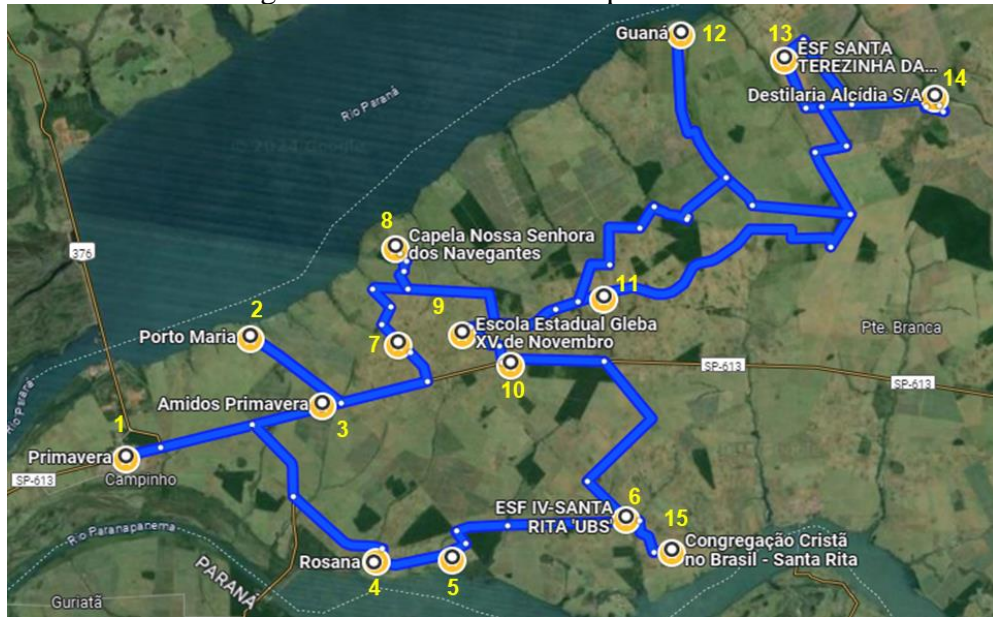 Guaná
12
13
ESF SANTA
TEREZINHA DA...
14
Destilaria Alcídia S/A
Rio Paraná
© 2024 Google
376
8
Capela Nossa Senhora
dos Navegantes
2
Porto Maria
9
11
Escola Estadual Gleba
XV de Novembro
7
Pte. Branca
10
SP-613
SP-613
Rio Paraná
Amidos Primavera
3
1
Primavera
SP-613
Campinho
ESF IV-SANTA
RITA 'UBS'
6
15
Congregação Cristã
no Brasil - Santa Rita
Rio Paranapanema
PARANÁ
Rosana
4
5
Guariatã